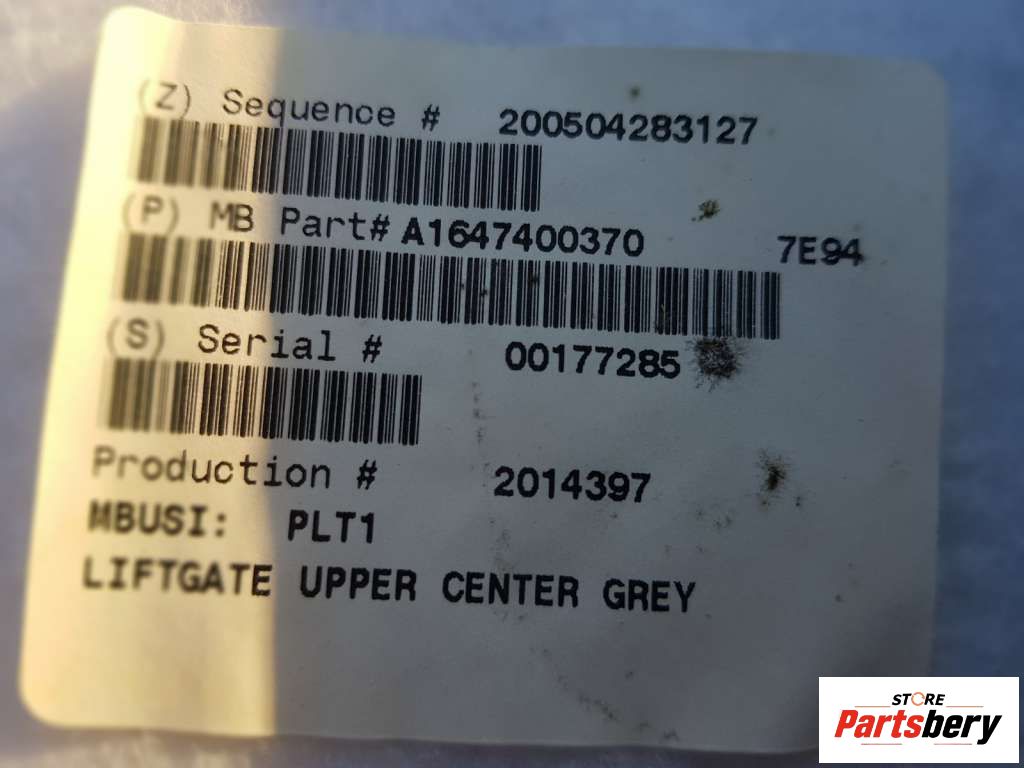 (Z) Sequence # 200504283127
(P) MB Part# A1647400370 7E94
(S) Serial # 00177285
Production # 2014397
MBUSI: PLT1
LIFTGATE UPPER CENTER GREY
STORE
Partsbery